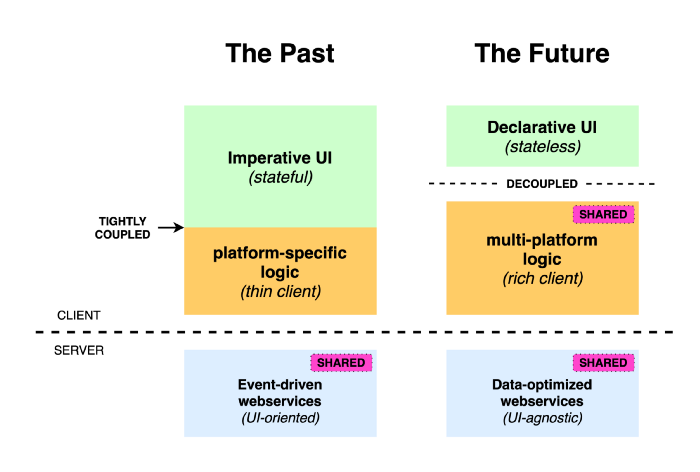 The Past
The Future
Imperative UI
(stateful)
Declarative UI
(stateless)
DECOUPLED
TIGHTLY
COUPLED
platform-specific
logic
(thin client)
SHARED
multi-platform
logic
(rich client)
CLIENT
SERVER
SHARED
Event-driven
webservices
(UI-oriented)
SHARED
Data-optimized
webservices
(UI-agnostic)